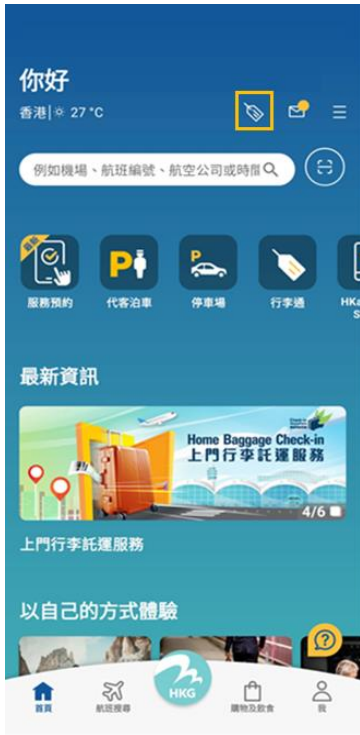 你好
香港 27 °C
例如機場、航班編號、航空公司或時間
最新
P
P
服務預約
代客泊車
停車場
行李通
HKa
S
最新資訊
Home Baggage Check-in
上門行李託運服務
4/6
上門行李託運服務
以自己的方式體驗
?
HKG
首頁
航班搜尋
購物及飲食
我